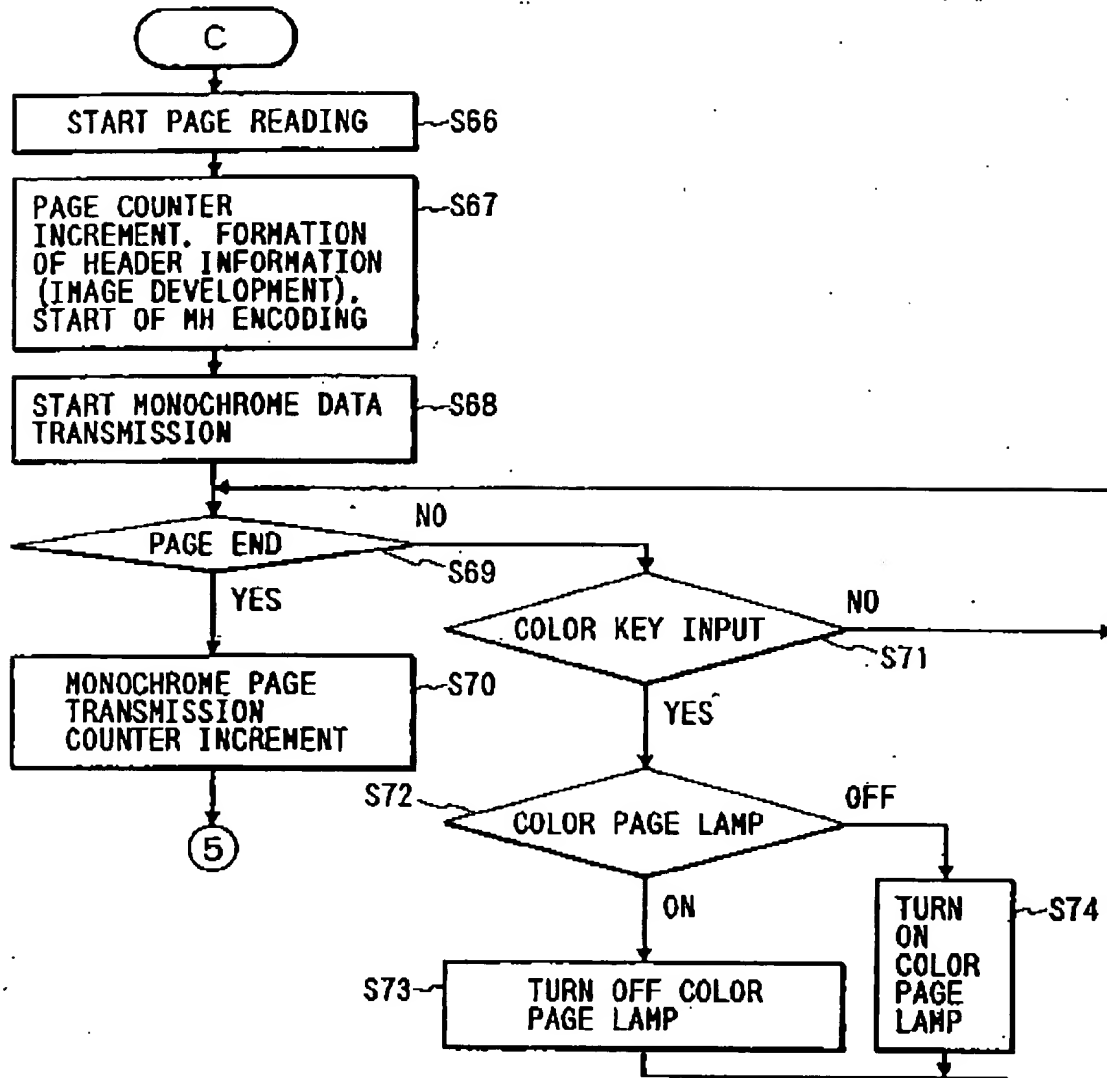 C
START PAGE READING
S66
PAGE COUNTER
INCREMENT, FORMATION
OF HEADER INFORMATION
(IMAGE DEVELOPMENT),
START OF MH ENCODING
S67
START MONOCHROME DATA
TRANSMISSION
S68
PAGE END
NO
S69
YES
COLOR KEY INPUT
NO
S71
MONOCHROME PAGE
TRANSMISSION
COUNTER INCREMENT
S70
YES
5
S72
COLOR PAGE LAMP
OFF
ON
TURN
ON
COLOR
PAGE
LAMP
S74
S73
TURN OFF COLOR
PAGE LAMP